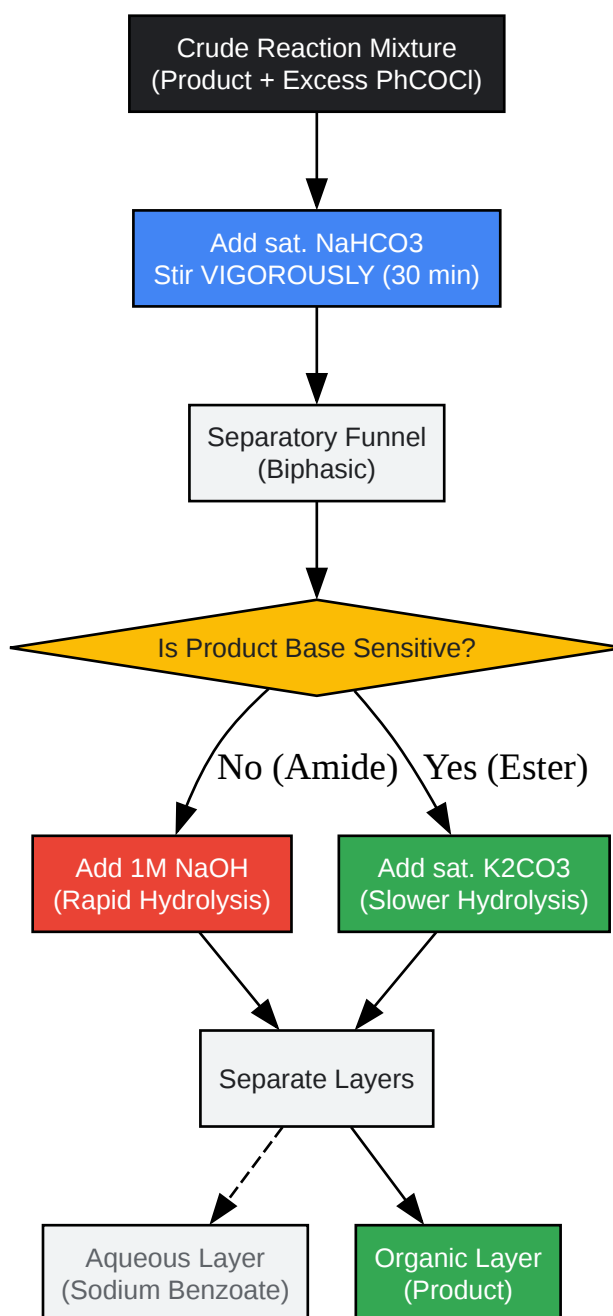 Crude Reaction Mixture
(Product + Excess PhCOCl)
Add sat. NaHCO3
Stir VIGOROUSLY (30 min)
Separatory Funnel
(Biphasic)
Is Product Base Sensitive?
No (Amide)
Yes (Ester)
Add 1M NaOH
(Rapid Hydrolysis)
Add sat. K2CO3
(Slower Hydrolysis)
Separate Layers
Aqueous Layer
(Sodium Benzoate)
Organic Layer
(Product)